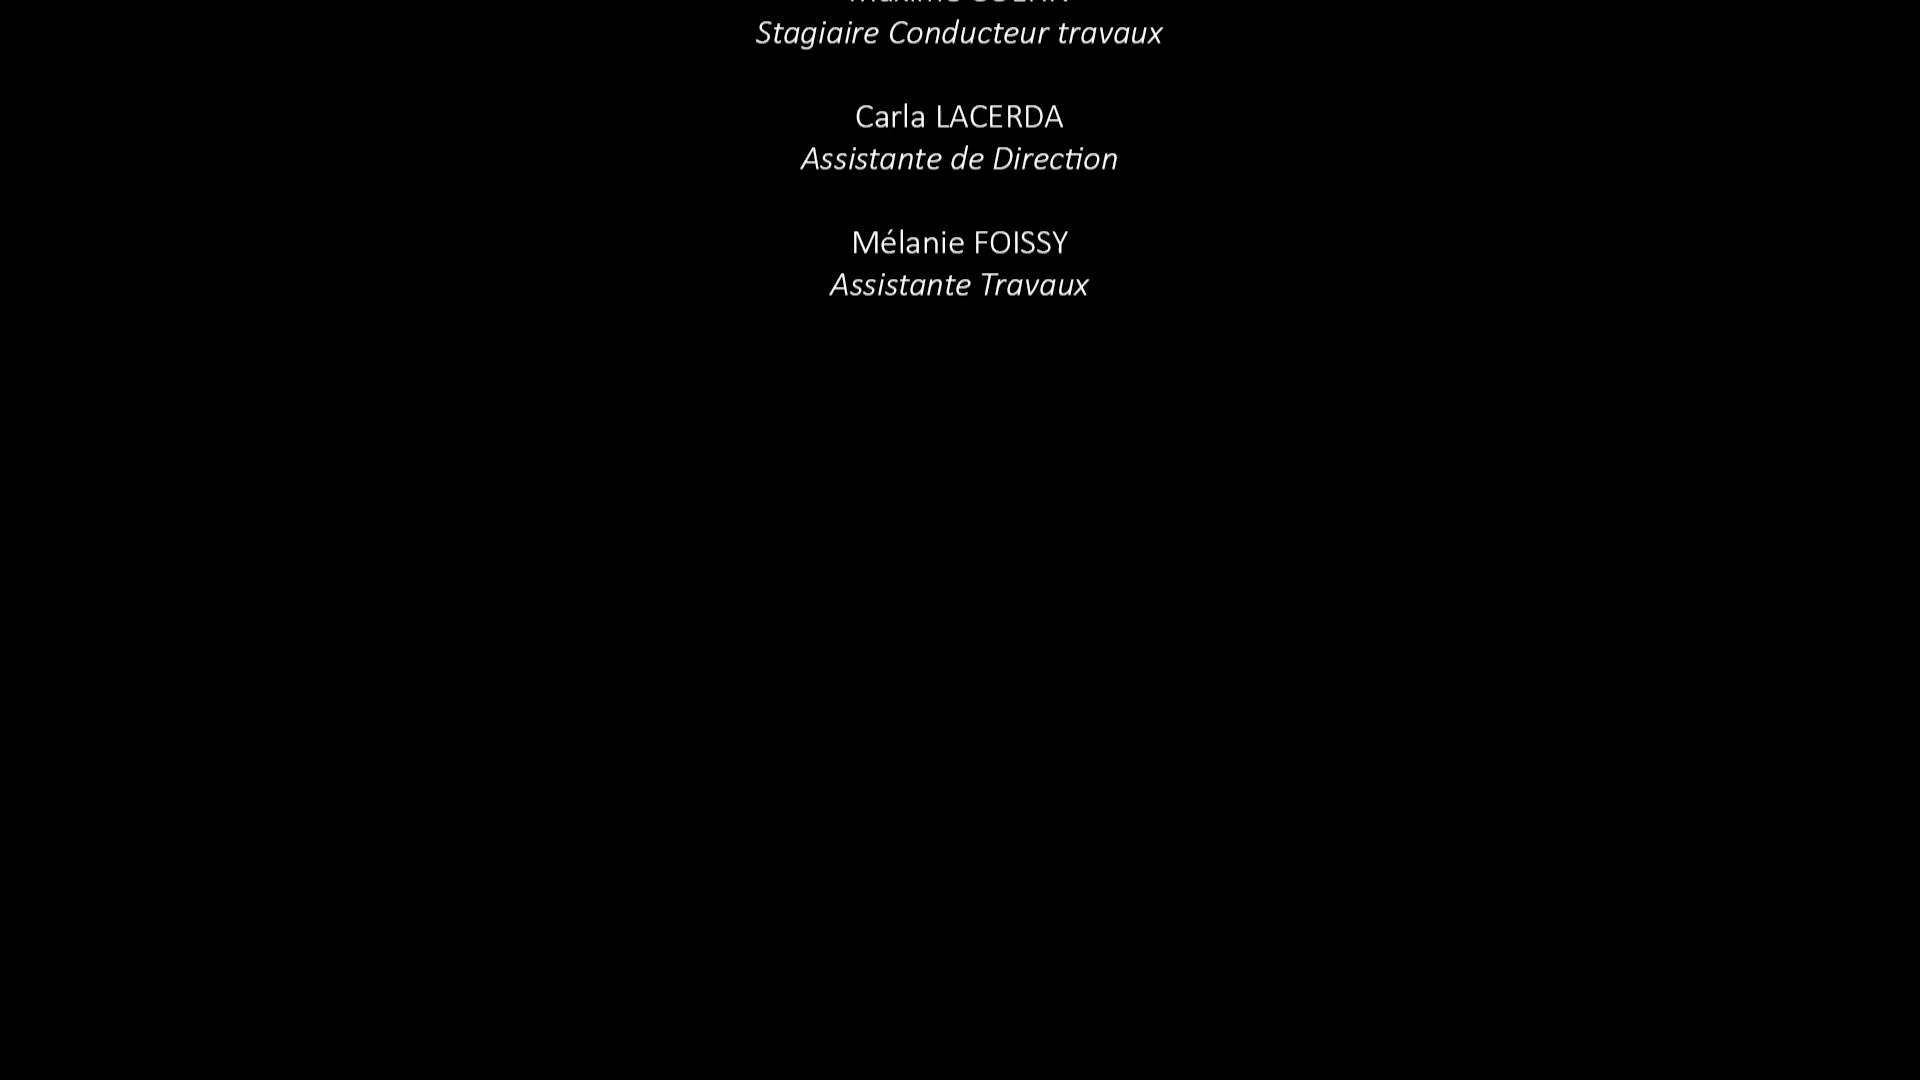 Stagiaire Conducteur travaux
Carla LACERDA
Assistante de Direction
Mélanie FOISSY
Assistante Travaux